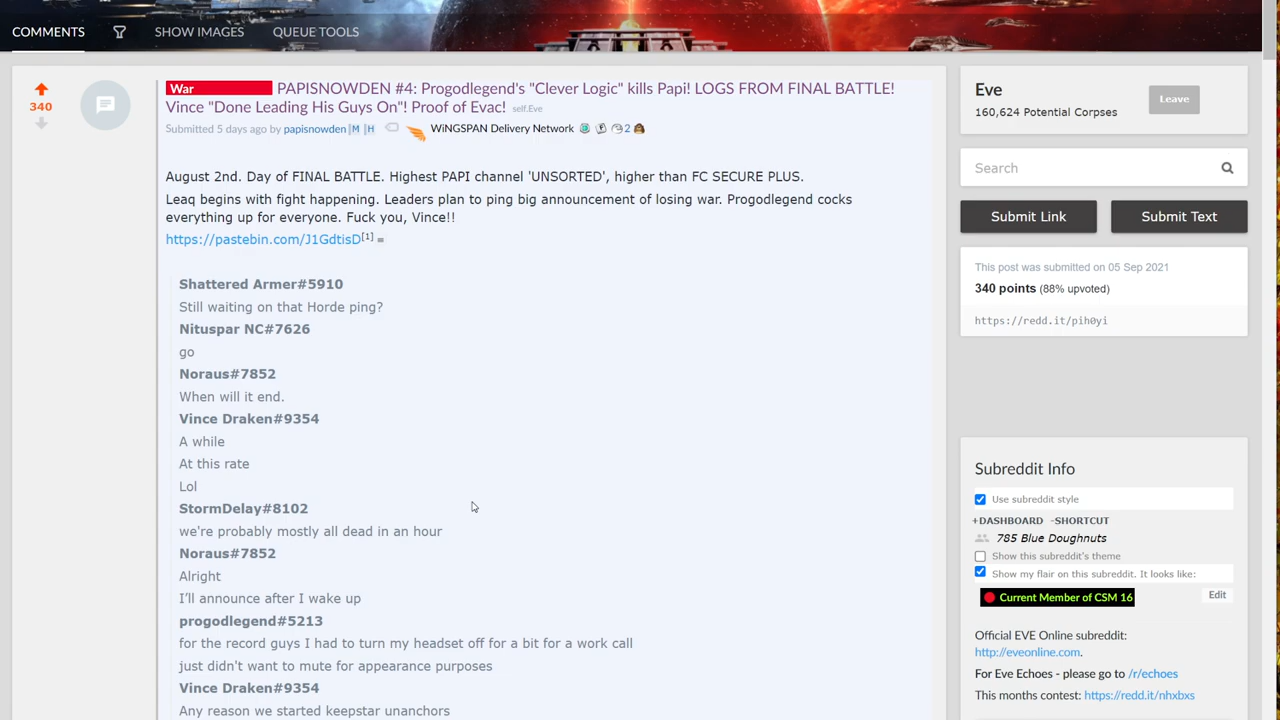 COMMENTS SHOW IMAGES QUEUE TOOLS
340
War PAPISNOWDEN #4: Progodlegend's "Clever Logic" kills Papi! LOGS FROM FINAL BATTLE!
Vince "Done Leading His Guys On"! Proof of Evac! self.Eve
Submitted 5 days ago by papisnowden M H WiNGSPAN Delivery Network 2
August 2nd. Day of FINAL BATTLE. Highest PAPI channel 'UNSORTED', higher than FC SECURE PLUS.
Leaq begins with fight happening. Leaders plan to ping big announcement of losing war. Progodlegend cocks
everything up for everyone. Fuck you, Vince!!
https://pastebin.com/J1GdtisD[1] =
Shattered Armer#5910
Still waiting on that Horde ping?
Nituspar NC#7626
go
Noraus#7852
When will it end.
Vince Draken#9354
A while
At this rate
Lol
StormDelay#8102
we're probably mostly all dead in an hour
Noraus#7852
Alright
I'll announce after I wake up
progodlegend#5213
for the record guys I had to turn my headset off for a bit for a work call
just didn't want to mute for appearance purposes
Vince Draken#9354
Any reason we started keepstar unanchors
Eve
160,624 Potential Corpses
Leave
Search
Submit Link Submit Text
This post was submitted on 05 Sep 2021
340 points (88% upvoted)
https://redd.it/pih0yi
Subreddit Info
Use subreddit style
+DASHBOARD -SHORTCUT
785 Blue Doughnuts
Show this subreddit's theme
Show my flair on this subreddit. It looks like:
Current Member of CSM 16 Edit
Official EVE Online subreddit:
http://eveonline.com.
For Eve Echoes - please go to /r/echoes
This months contest: https://redd.it/nhxbxs